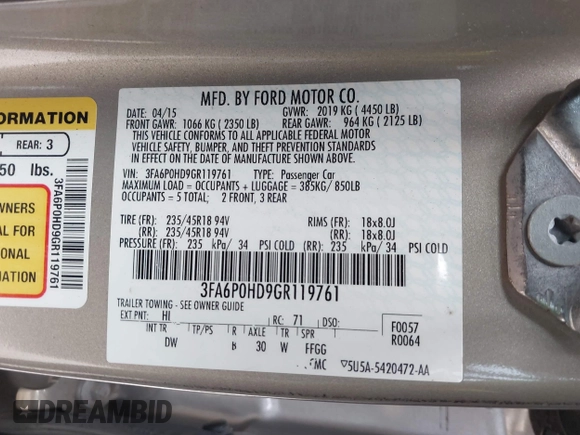 MFD. BY FORD MOTOR CO.
DATE: 04/15 GVWR: 2019 KG ( 4450 LB)
FRONT GAWR: 1066 KG ( 2350 LB) REAR GAWR: 964 KG ( 2125 LB)
THIS VEHICLE CONFORMS TO ALL APPLICABLE FEDERAL MOTOR
VEHICLE SAFETY, BUMPER, AND THEFT PREVENTION STANDARDS
IN EFFECT ON THE DATE OF MANUFACTURE SHOWN ABOVE.
VIN: 3FA6P0HD9GR119761 TYPE: Passenger Car
MAXIMUM LOAD = OCCUPANTS + LUGGAGE = 385KG/ 850LB
OCCUPANTS = 5 TOTAL; 2 FRONT, 3 REAR
TIRE (FR): 235/45R18 94V RIMS (FR): 18x8.0J
(RR): 235/45R18 94V (RR): 18x8.0J
PRESSURE (FR): 235 kPa/ 34 PSI COLD (RR): 235 kPa/ 34 PSI COLD
3FA6P0HD9GR119761
TRAILER TOWING - SEE OWNER GUIDE
EXT PNT: HI RC: 71 DSO: F0057
INT TR TP/PS R AXLE TR SPR R0064
DW B 30 W FFGG
5U5A-5420472-AA
FORMATION
REAR: 3
50 lbs.
WNERS
AL FOR
ONAL
MATION
3FA6P0HD9GR119761
DREAMBID